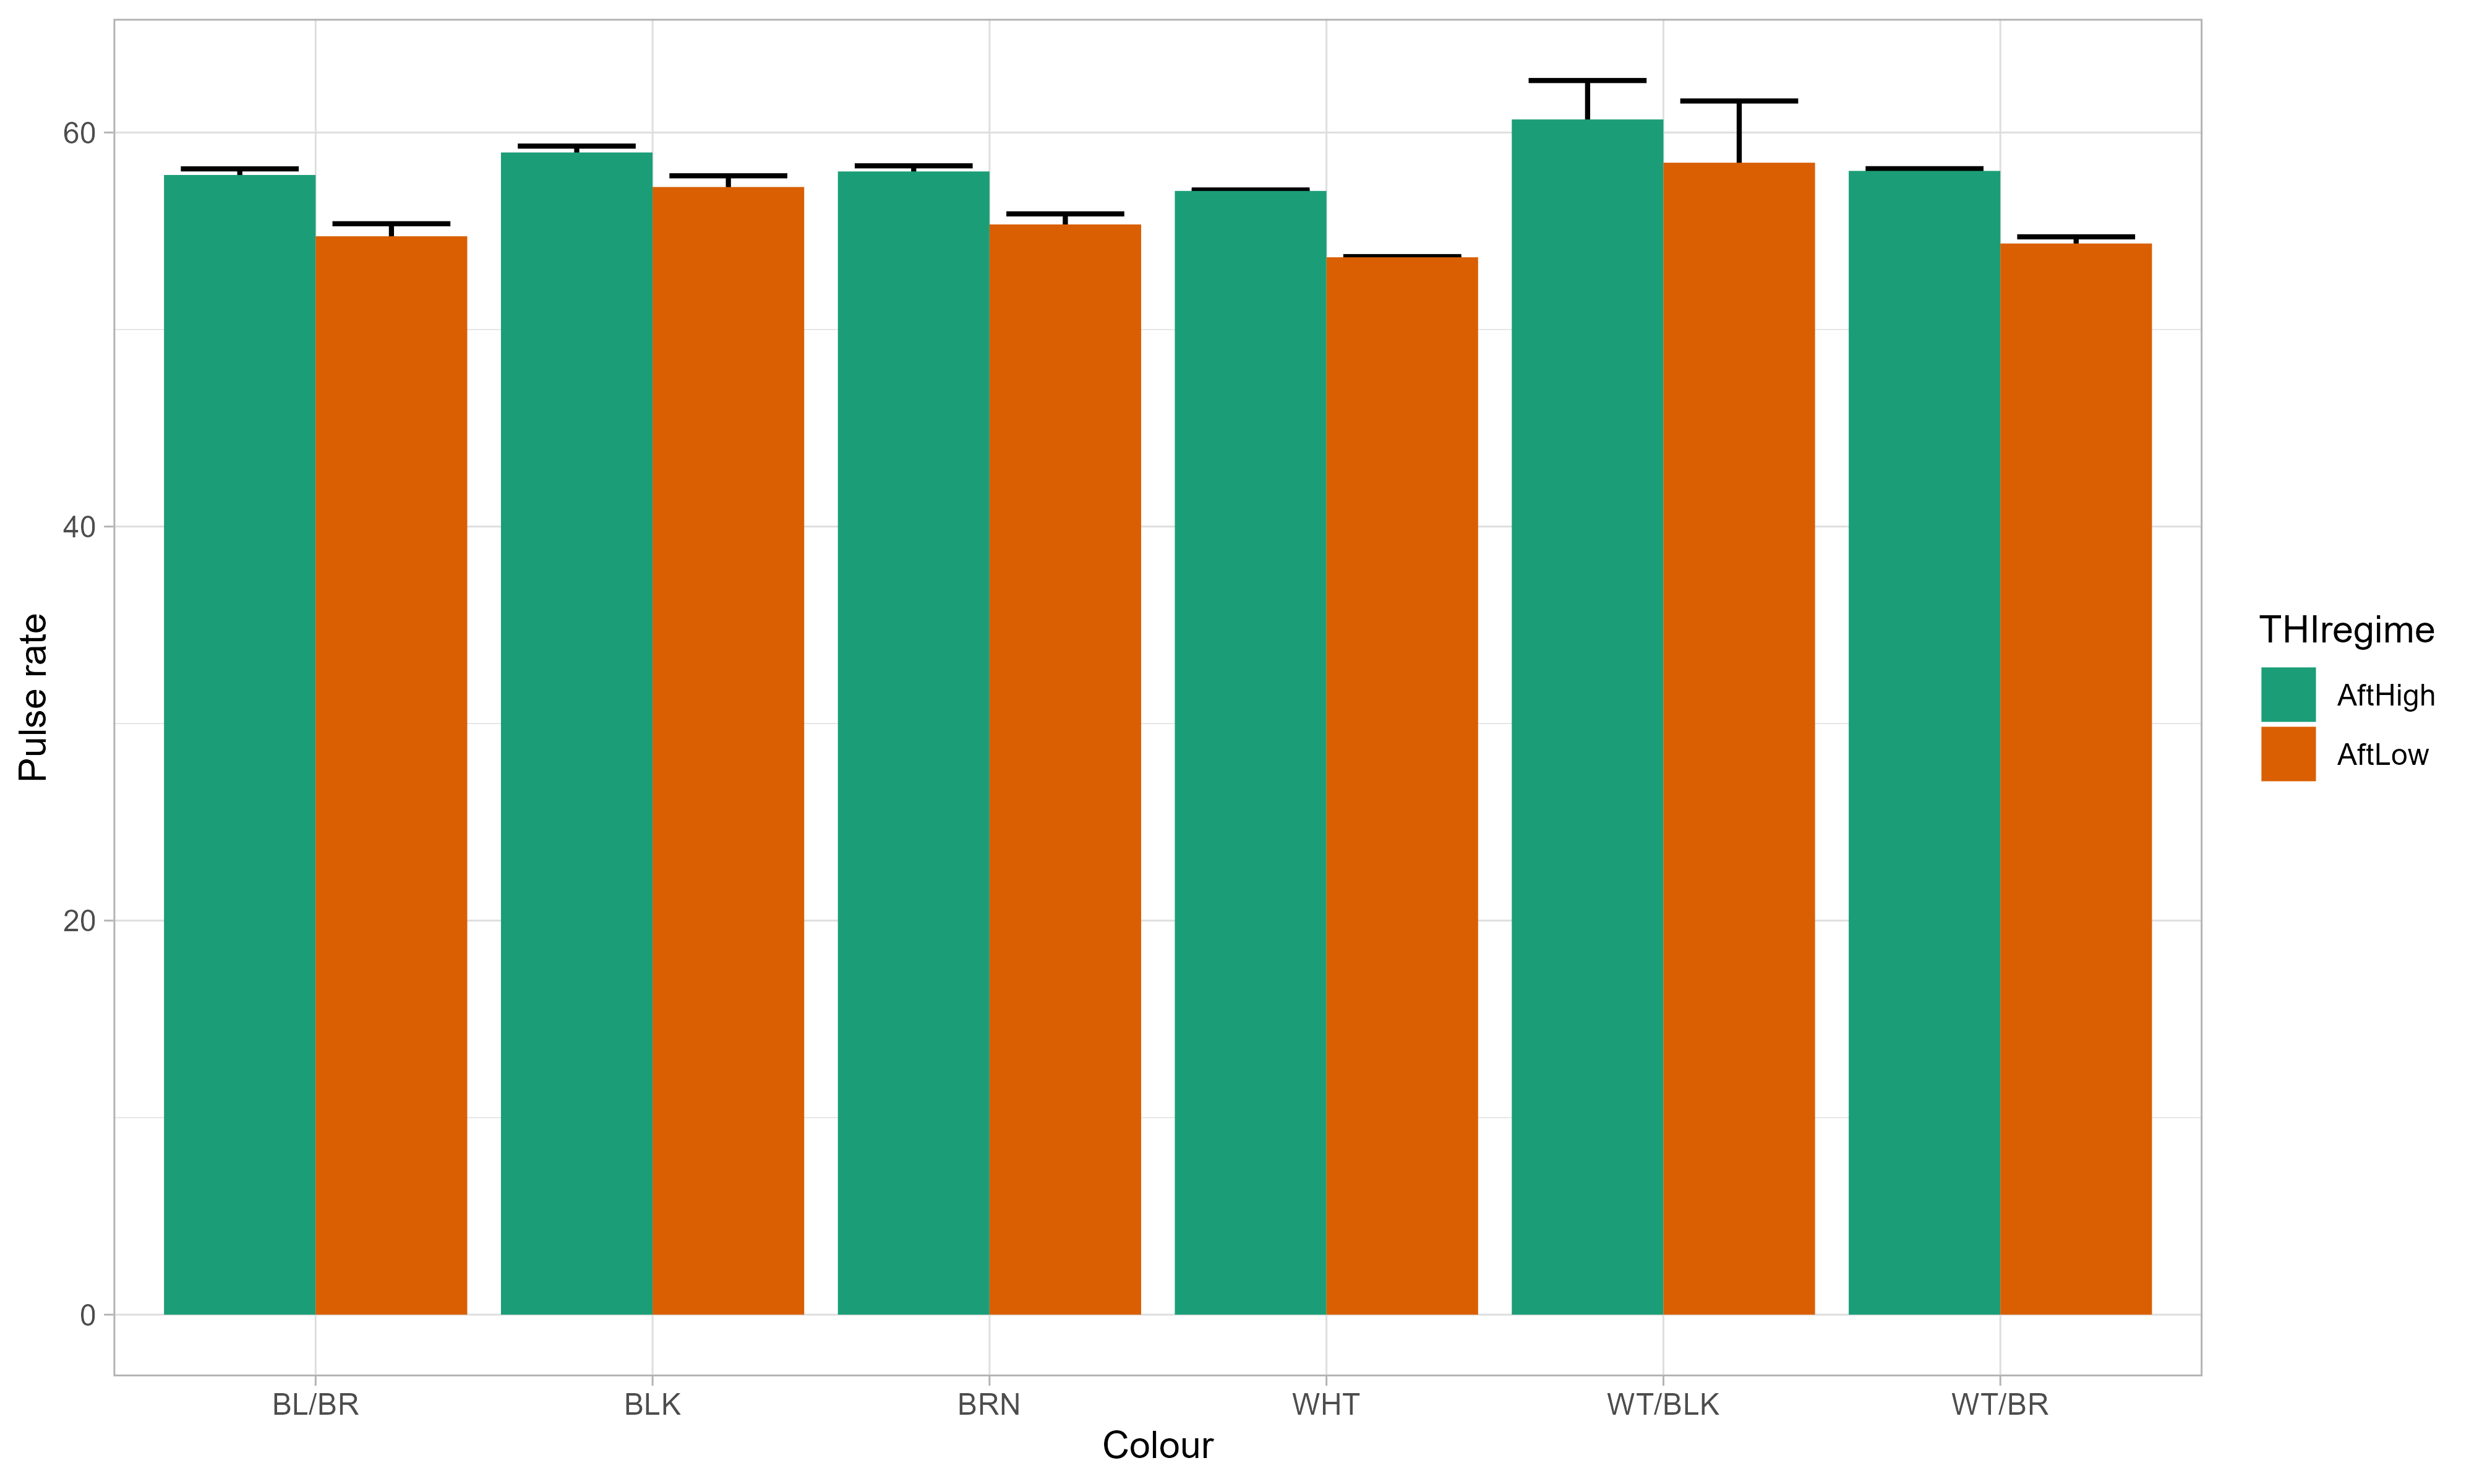 60
40
20
0
Pulse rate
BL/BR BLK BRN WHT WT/BLK WT/BR
Colour
THIregime
AftHigh
AftLow